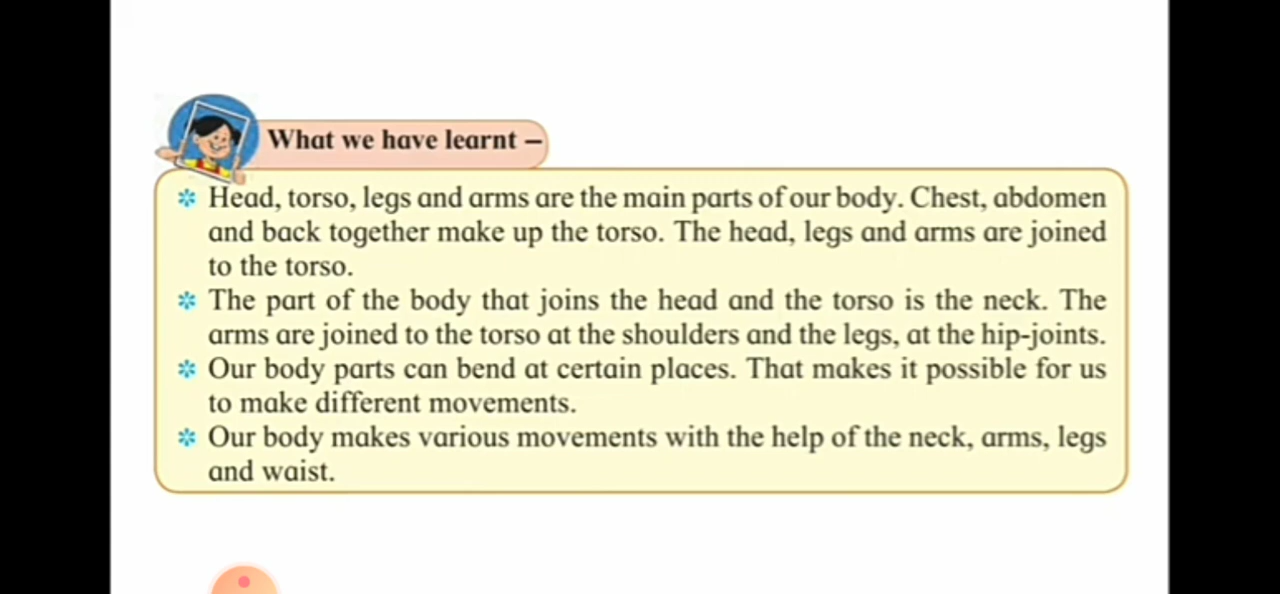 What we have learnt –
* Head, torso, legs and arms are the main parts of our body. Chest, abdomen
and back together make up the torso. The head, legs and arms are joined
to the torso.
* The part of the body that joins the head and the torso is the neck. The
arms are joined to the torso at the shoulders and the legs, at the hip-joints.
* Our body parts can bend at certain places. That makes it possible for us
to make different movements.
* Our body makes various movements with the help of the neck, arms, legs
and waist.